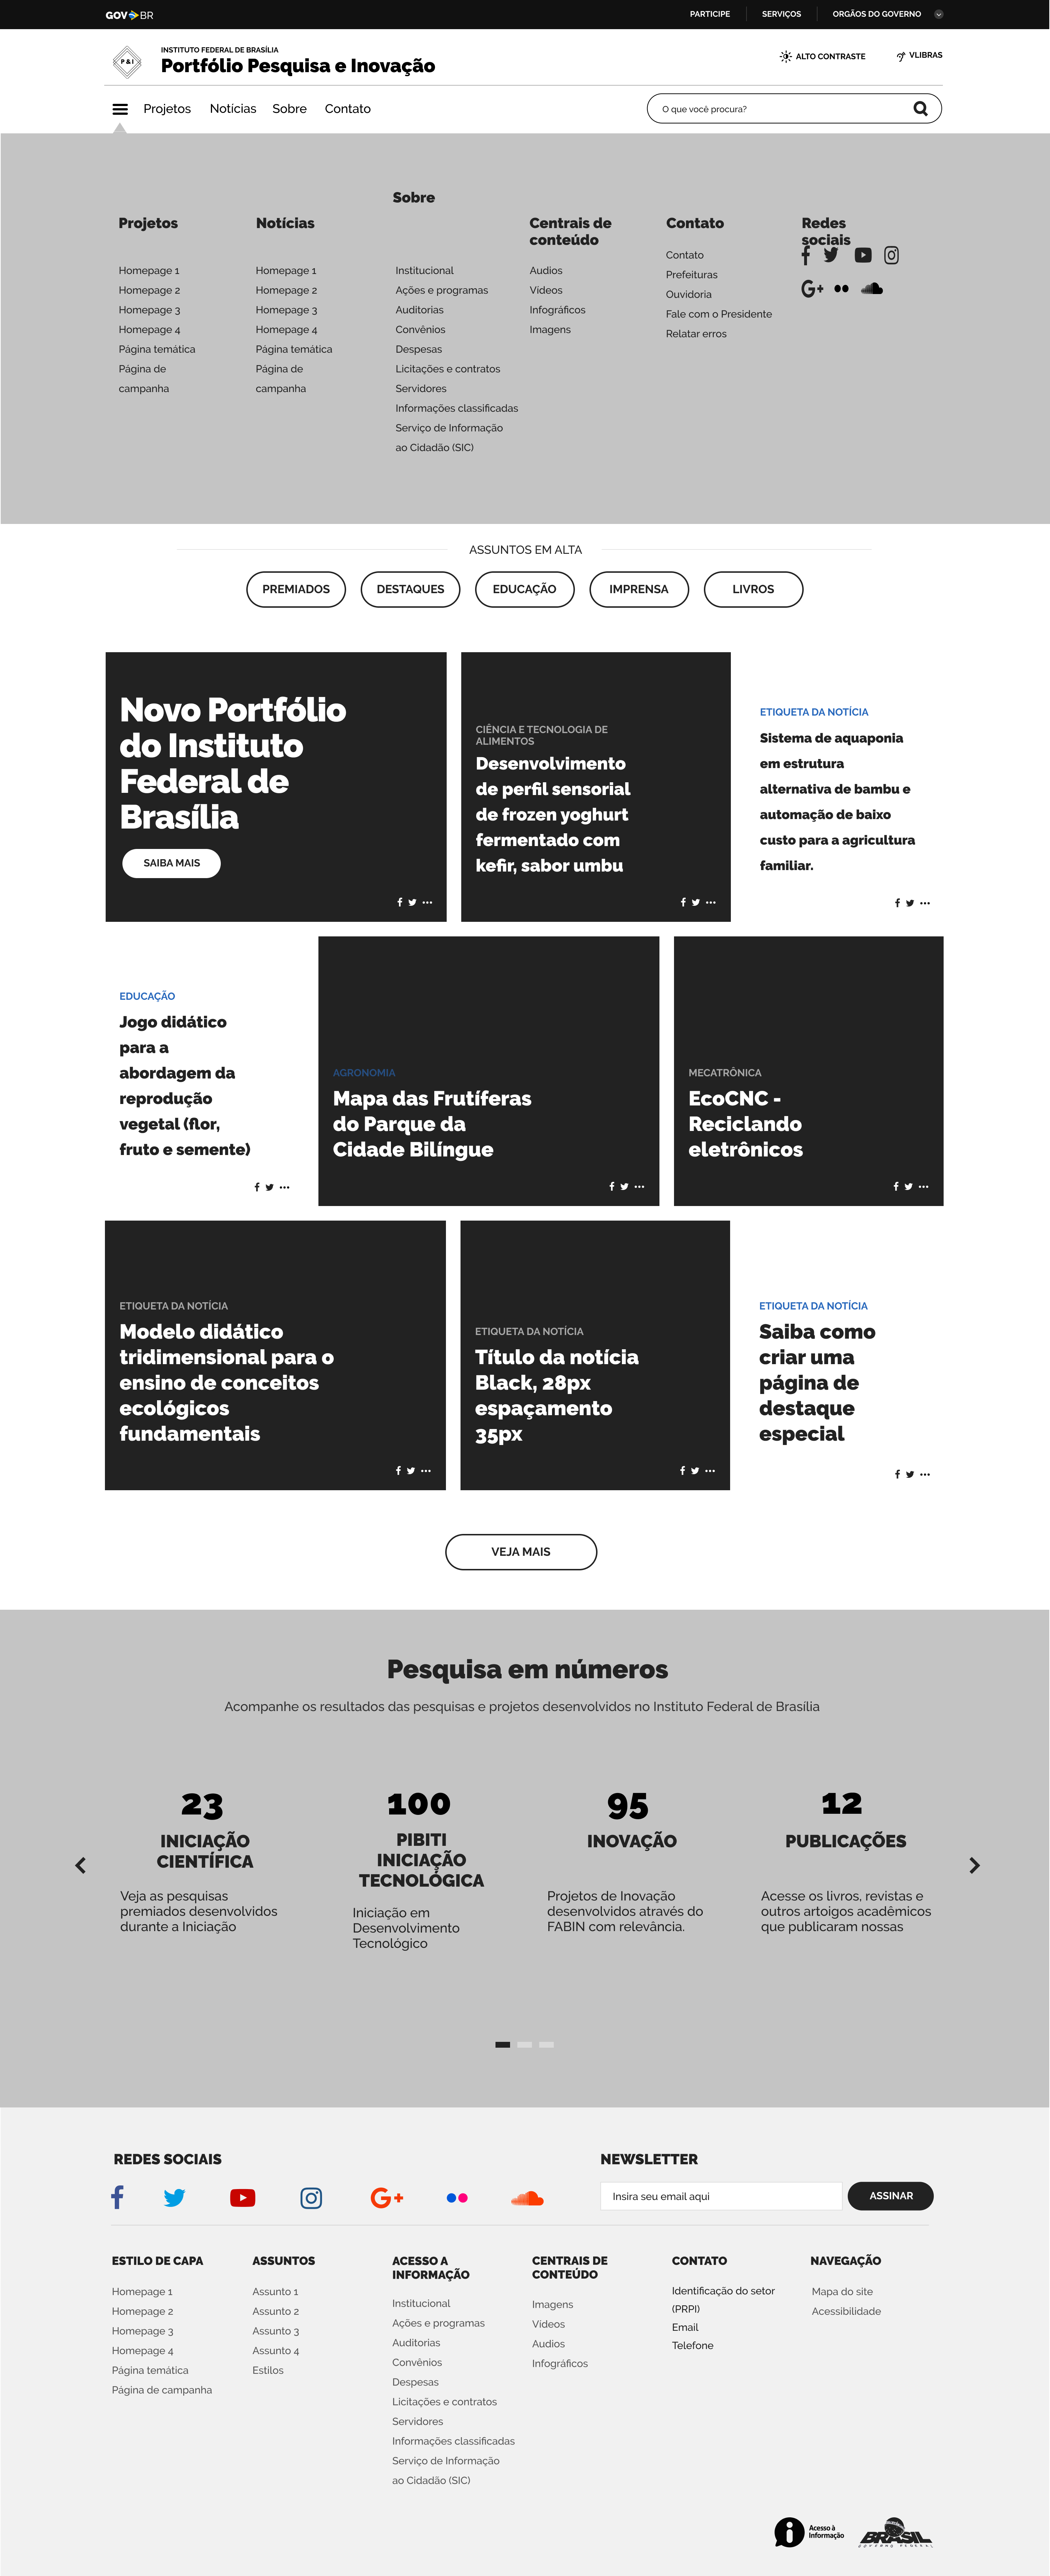 GOV BR
PARTICIPE
SERVIÇOS
ORGÃOS DO GOVERNO
P & I
INSTITUTO FEDERAL DE BRASÍLIA
Portfólio Pesquisa e Inovação
ALTO CONTRASTE
VLIBRAS
Projetos
Notícias
Sobre
Contato
O que você procura?
Projetos
Homepage 1
Homepage 2
Homepage 3
Homepage 4
Página temática
Página de
campanha
Notícias
Homepage 1
Homepage 2
Homepage 3
Homepage 4
Página temática
Página de
campanha
Sobre
Institucional
Ações e programas
Auditorias
Convênios
Despesas
Licitações e contratos
Servidores
Informações classificadas
Serviço de Informação
ao Cidadão (SIC)
Centrais de
conteúdo
Audios
Vídeos
Infográficos
Imagens
Contato
Contato
Prefeituras
Ouvidoria
Fale com o Presidente
Relatar erros
Redes
sociais
ASSUNTOS EM ALTA
PREMIADOS
DESTAQUES
EDUCAÇÃO
IMPRENSA
LIVROS
Novo Portfólio
do Instituto
Federal de
Brasília
SAIBA MAIS
CIÊNCIA E TECNOLOGIA DE
ALIMENTOS
Desenvolvimento
de perfil sensorial
de frozen yoghurt
fermentado com
kefir, sabor umbu
ETIQUETA DA NOTÍCIA
Sistema de aquaponia
em estrutura
alternativa de bambu e
automação de baixo
custo para a agricultura
familiar.
EDUCAÇÃO
Jogo didático
para a
abordagem da
reprodução
vegetal (flor,
fruto e semente)
AGRONOMIA
Mapa das Frutíferas
do Parque da
Cidade Bilíngue
MECATRÔNICA
EcoCNC -
Reciclando
eletrônicos
ETIQUETA DA NOTÍCIA
Modelo didático
tridimensional para o
ensino de conceitos
ecológicos
fundamentais
ETIQUETA DA NOTÍCIA
Título da notícia
Black, 28px
espaçamento
35px
ETIQUETA DA NOTÍCIA
Saiba como
criar uma
página de
destaque
especial
VEJA MAIS
Pesquisa em números
Acompanhe os resultados das pesquisas e projetos desenvolvidos no Instituto Federal de Brasília
23
INICIAÇÃO
CIENTÍFICA
Veja as pesquisas
premiados desenvolvidos
durante a Iniciação
100
PIBITI
INICIAÇÃO
TECNOLÓGICA
Iniciação em
Desenvolvimento
Tecnológico
95
INOVAÇÃO
Projetos de Inovação
desenvolvidos através do
FABIN com relevância.
12
PUBLICAÇÕES
Acesse os livros, revistas e
outros artoigos acadêmicos
que publicaram nossas
REDES SOCIAIS
NEWSLETTER
Insira seu email aqui
ASSINAR
ESTILO DE CAPA
Homepage 1
Homepage 2
Homepage 3
Homepage 4
Página temática
Página de campanha
ASSUNTOS
Assunto 1
Assunto 2
Assunto 3
Assunto 4
Estilos
ACESSO A
INFORMAÇÃO
Institucional
Ações e programas
Auditorias
Convênios
Despesas
Licitações e contratos
Servidores
Informações classificadas
Serviço de Informação
ao Cidadão (SIC)
CENTRAIS DE
CONTEÚDO
Imagens
Vídeos
Audios
Infográficos
CONTATO
Identificação do setor
(PRPI)
Email
Telefone
NAVEGAÇÃO
Mapa do site
Acessibilidade
Acesso à
Informação
BRASIL
GOVERNO FEDERAL